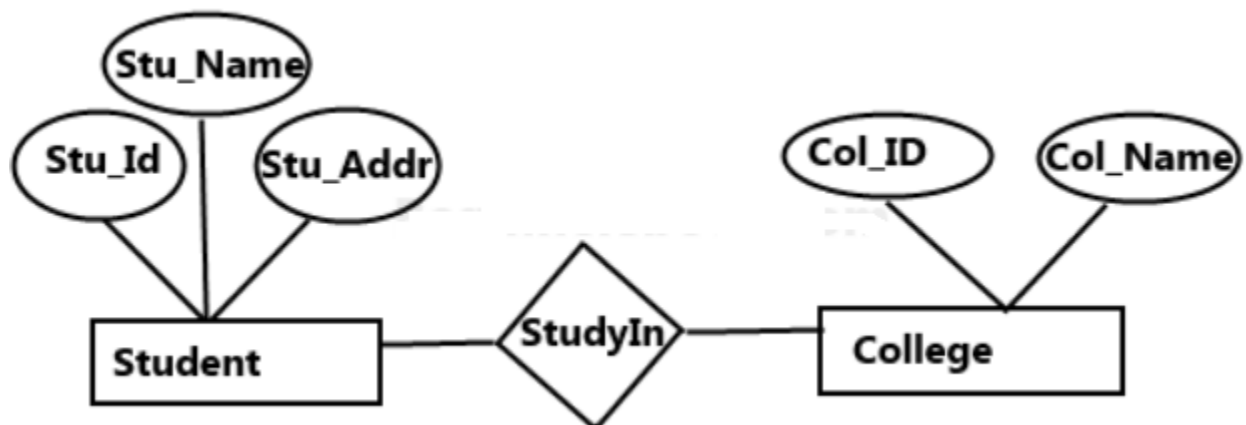 Stu_Name
Stu_Id
Stu_Addr
Col_ID
Col_Name
StudyIn
Student
College